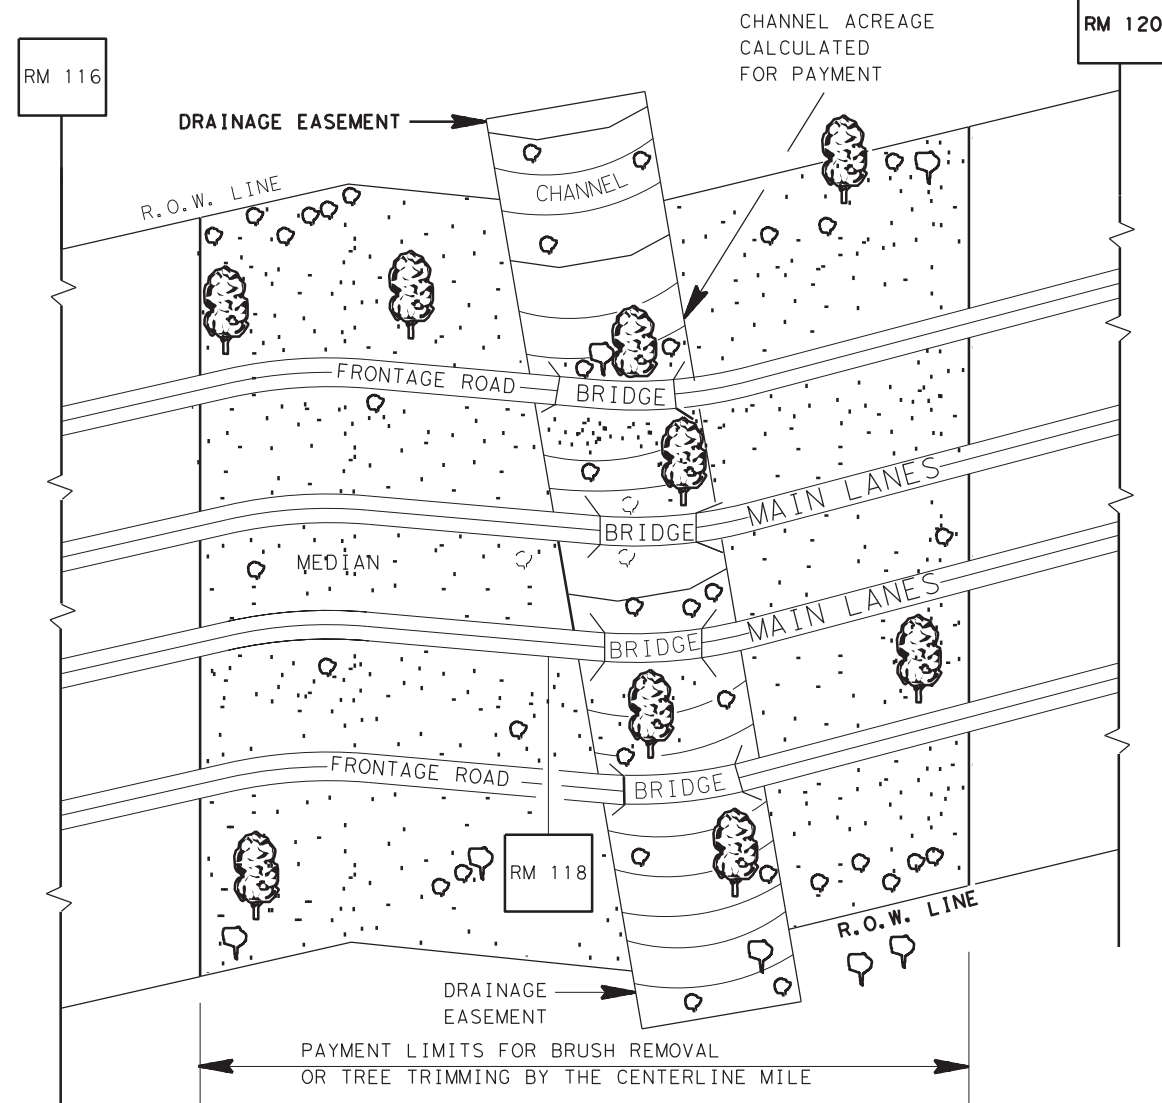 CHANNEL ACREAGE
CALCULATED
FOR PAYMENT
RM 120
RM 116
DRAINAGE EASEMENT
R.O.W. LINE
CHANNEL
FRONTAGE ROAD
BRIDGE
MAIN LANES
BRIDGE
MEDIAN
MAIN LANES
BRIDGE
FRONTAGE ROAD
BRIDGE
RM 118
R.O.W. LINE
DRAINAGE
EASEMENT
PAYMENT LIMITS FOR BRUSH REMOVAL
OR TREE TRIMMING BY THE CENTERLINE MILE